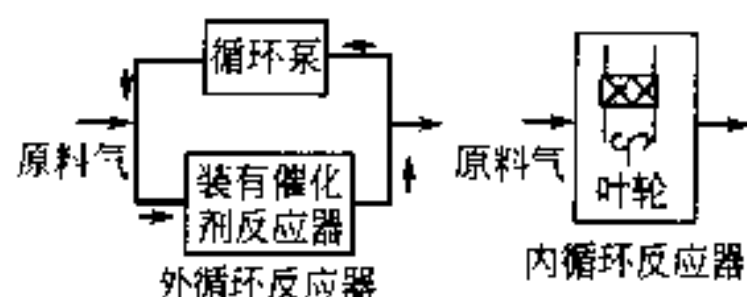 循环泵
原料气
装有催化
剂反应器
外循环反应器
原料气
叶轮
内循环反应器